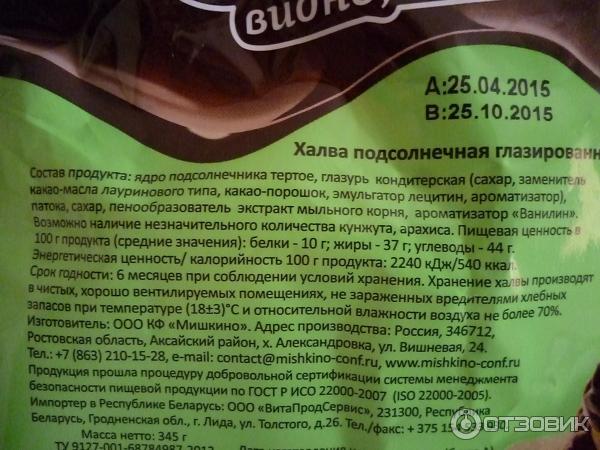 видно,
А:25.04.2015
В:25.10.2015
Халва подсолнечная глазированн
Состав продукта: ядро подсолнечника тертое, глазурь кондитерская (сахар, заменитель
какао-масла лауринового типа, какао-порошок, эмульгатор лецитин, ароматизатор),
патока, сахар, пенообразователь экстракт мыльного корня, ароматизатор «Ванилин».
Возможно наличие незначительного количества кунжута, арахиса. Пищевая ценность в
100 г продукта (средние значения): белки - 10 г; жиры - 37 г; углеводы - 44 г.
Энергетическая ценность/ калорийность 100 г продукта: 2240 кДж/540 ккал.
Срок годности: 6 месяцев при соблюдении условий хранения. Хранение халвы производят
в чистых, хорошо вентилируемых помещениях, не зараженных вредителями хлебных
запасов при температуре (18±3)°С и относительной влажности воздуха не более 70%.
Изготовитель: ООО КФ «Мишкино». Адрес производства: Россия, 346712,
Ростовская область, Аксайский район, х. Александровка, ул. Вишневая, 24.
Тел.: +7 (863) 210-15-28, e-mail: contact@mishkino-conf.ru, www.mishkino-conf.ru
Продукция прошла процедуру добровольной сертификации системы менеджмента
безопасности пищевой продукции по ГОСТ Р ИСО 22000-2007 (ISO 22000-2005).
Импортер в Республике Беларусь: ООО «ВитаПродСервис», 231300, Республика
Беларусь, Гродненская обл., г. Лида, ул. Толстого, д.26. Тел./факс: + 375 154
Масса нетто: 345 г
ТУ 9127-001-68784987-2012
ОТЗОВИК